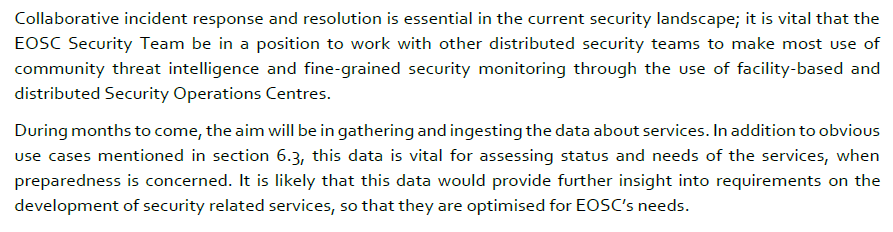 Collaborative incident response and resolution is essential in the current security landscape; it is vital that the
EOSC Security Team be in a position to work with other distributed security teams to make most use of
community threat intelligence and fine-grained security monitoring through the use of facility-based and
distributed Security Operations Centres.
During months to come, the aim will be in gathering and ingesting the data about services. In addition to obvious
use cases mentioned in section 6.3, this data is vital for assessing status and needs of the services, when
preparedness is concerned. It is likely that this data would provide further insight into requirements on the
development of security related services, so that they are optimised for EOSC's needs.